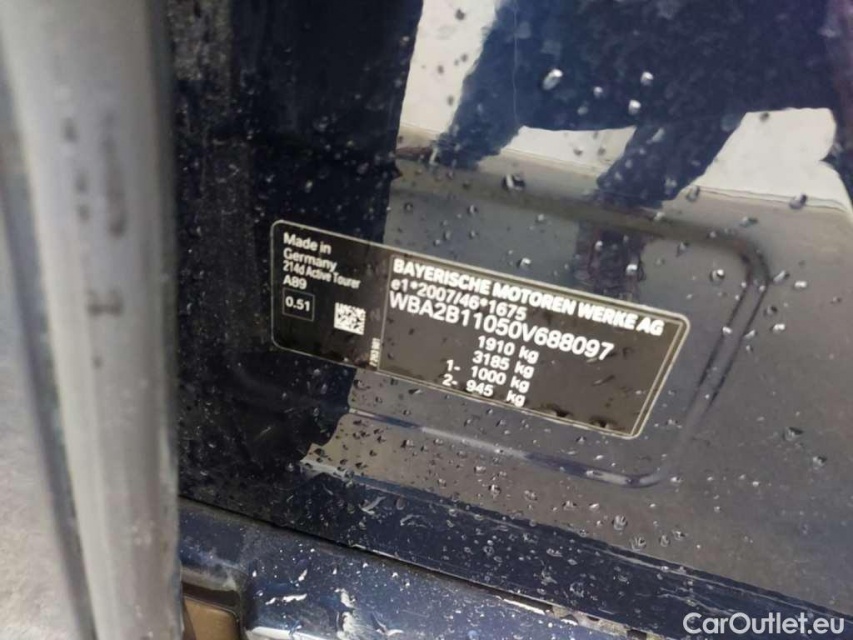 Made in
Germany
214d Active Tourer
A89
0.51
BAYERISCHE MOTOREN WERKE AG
e1*2007/46*1675
WBA2B11050V688097
1910 kg
3185 kg
1- 1000 kg
2- 945 kg
CarOutlet.eu